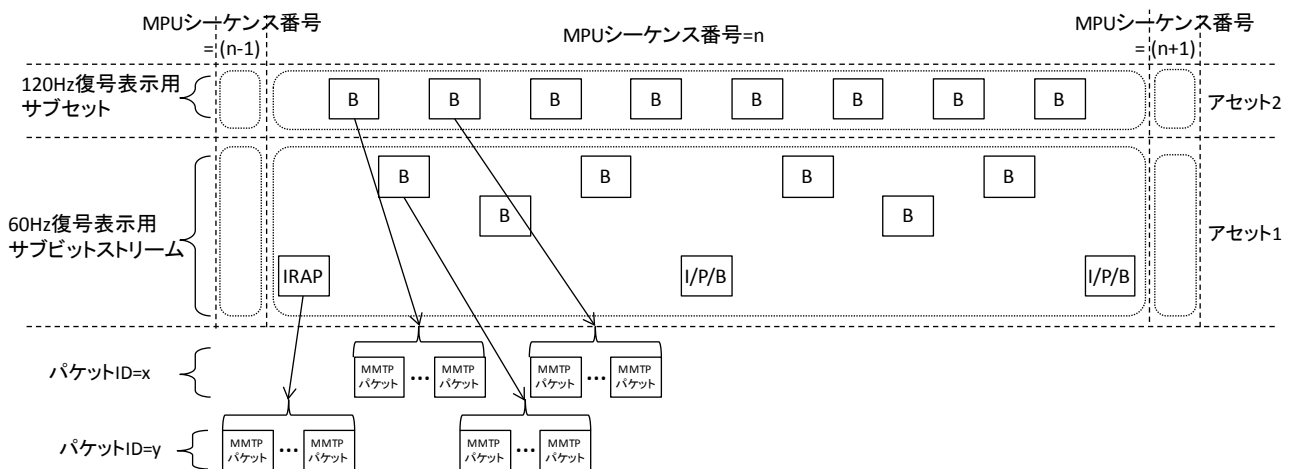 MPUシーケンス番号
= (n-1)
MPUシーケンス番号=n
MPUシーケンス番号
= (n+1)
120Hz復号表示用
サブセット
B B B B B B B B
アセット2
B B B B
B B
60Hz復号表示用
サブビットストリーム
アセット1
IRAP I/P/B I/P/B
パケットID=x
MMTP ... MMTP MMTP ... MMTP
パケット パケット パケット パケット
パケットID=y
MMTP ... MMTP MMTP ... MMTP
パケット パケット パケット パケット